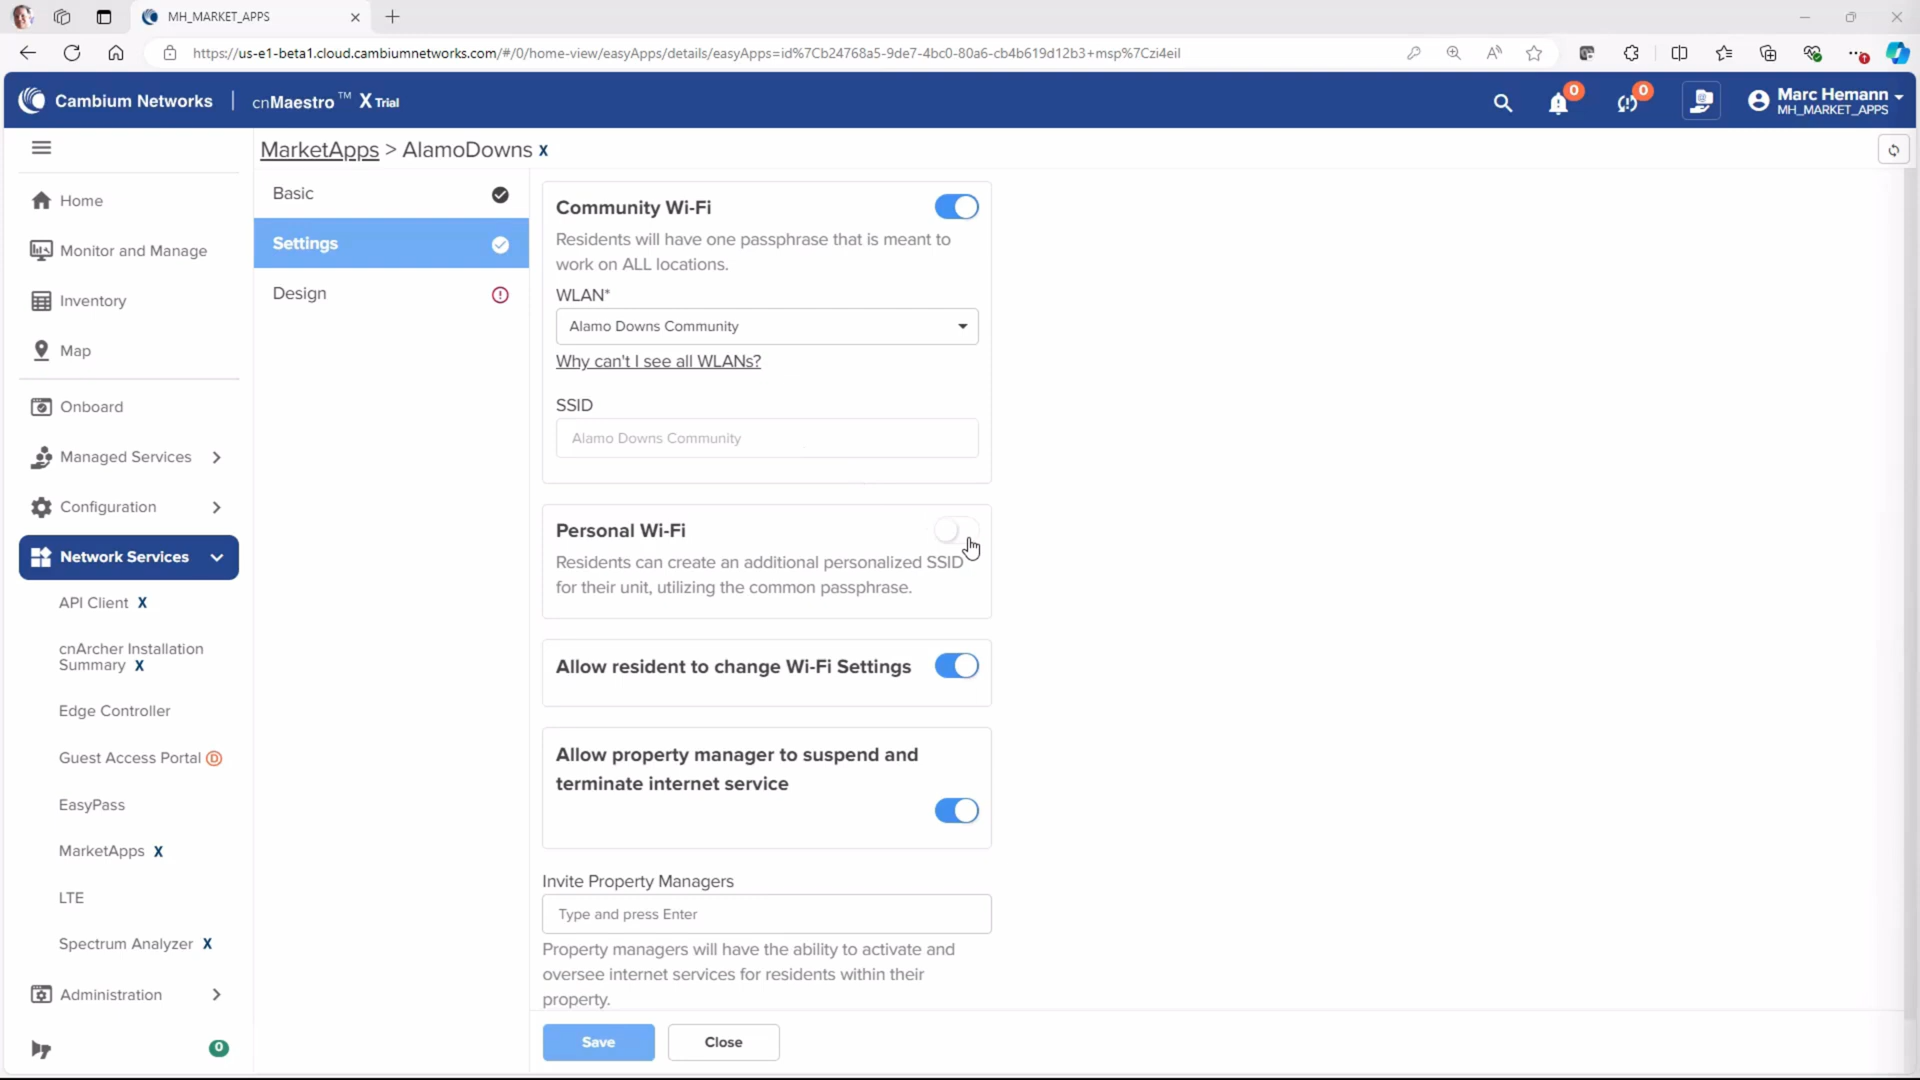 MH_MARKET_APPS
https://us-e1-beta1.cloud.cambiumnetworks.com/#/0/home-view/easyApps/details/easyApps=id%7Cb24768a5-9de7-4bc0-80a6-cb4b619d12b3+msp%7Czi4eil
Cambium Networks | cnMaestro™ X Trial
0
0
Marc Hemann
MH_MARKET_APPS
MarketApps > AlamoDowns X
Home
Monitor and Manage
Inventory
Map
Onboard
Managed Services
Configuration
Network Services
API Client X
cnArcher Installation
Summary X
Edge Controller
Guest Access Portal D
EasyPass
MarketApps X
LTE
Spectrum Analyzer X
Administration
0
Basic
Settings
Design
Community Wi-Fi
Residents will have one passphrase that is meant to
work on ALL locations.
WLAN*
Alamo Downs Community
Why can't I see all WLANs?
SSID
Alamo Downs Community
Personal Wi-Fi
Residents can create an additional personalized SSID
for their unit, utilizing the common passphrase.
Allow resident to change Wi-Fi Settings
Allow property manager to suspend and
terminate internet service
Invite Property Managers
Type and press Enter
Property managers will have the ability to activate and
oversee internet services for residents within their
property.
Save
Close